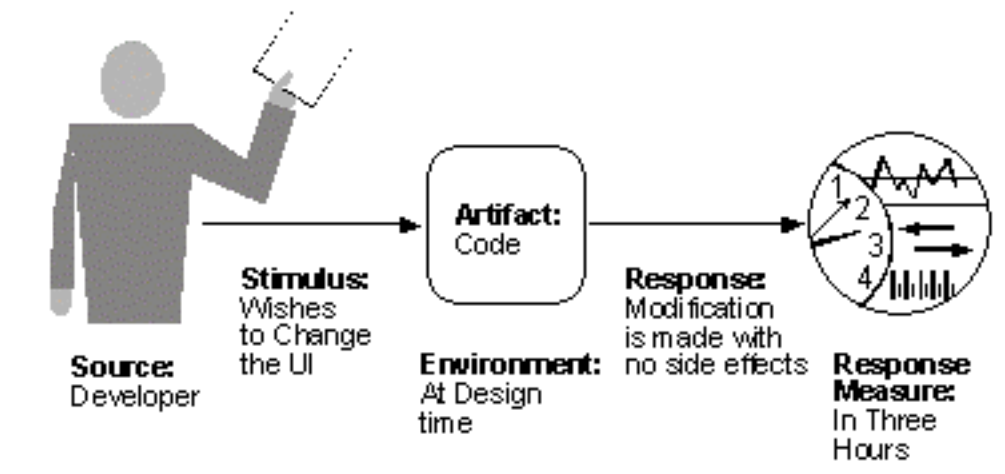 Source:
Developer
Stimulus:
Wishes
to Change
the UI
Artifact:
Code
Environment:
At Design
time
Response:
Modification
is made with
no side effects
1
2
3
4
Response
Measure:
In Three
Hours